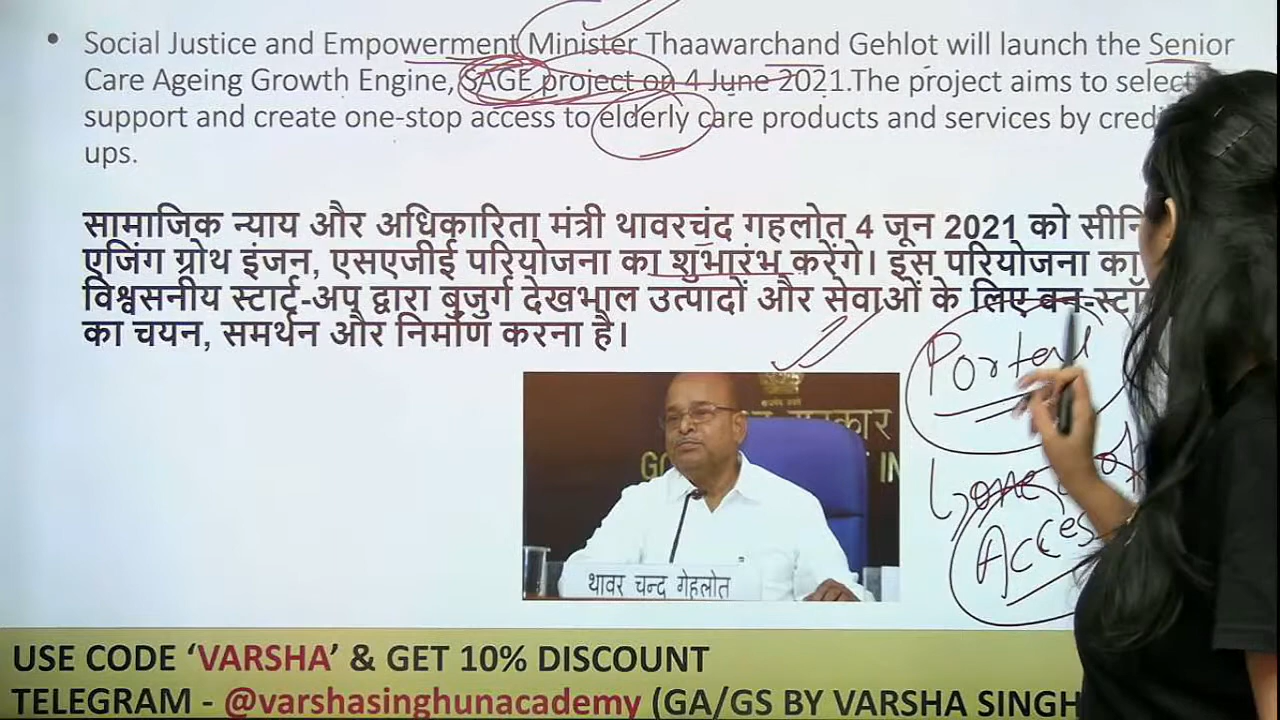 Social Justice and Empowerment Minister Thaawarchand Gehlot will launch the Senior
Care Ageing Growth Engine, SAGE project on 4 June 2021.The project aims to select,
support and create one-stop access to elderly care products and services by
ups.
सामाजिक न्याय और अधिकारिता मंत्री थावरचंद गहलोत 4 जून 2021 को
एजिंग ग्रोथ इंजन, एसएजीई परियोजना का शुभारंभ करेंगे। इस परियोजना का
विश्वसनीय स्टार्ट-अप द्वारा बुजुर्ग देखभाल उत्पादों और सेवाओं के लिए वन-
का चयन, समर्थन और निर्माण करना है।
Portal
one
Acces
थावर चन्द गेहलोत
USE CODE ‘VARSHA’ & GET 10% DISCOUNT
TELEGRAM - @varshasinghunacademy (GA/GS BY VARSHA SINGH